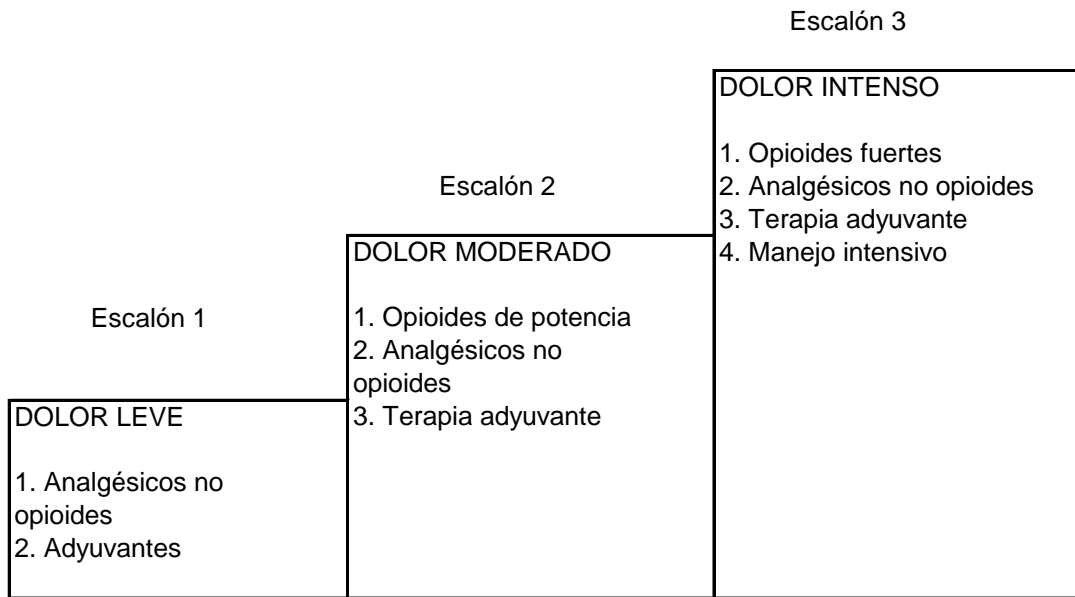 Escalón 1
DOLOR LEVE
1. Analgésicos no
opioides
2. Adyuvantes
Escalón 2
DOLOR MODERADO
1. Opioides de potencia
2. Analgésicos no
opioides
3. Terapia adyuvante
Escalón 3
DOLOR INTENSO
1. Opioides fuertes
2. Analgésicos no opioides
3. Terapia adyuvante
4. Manejo intensivo